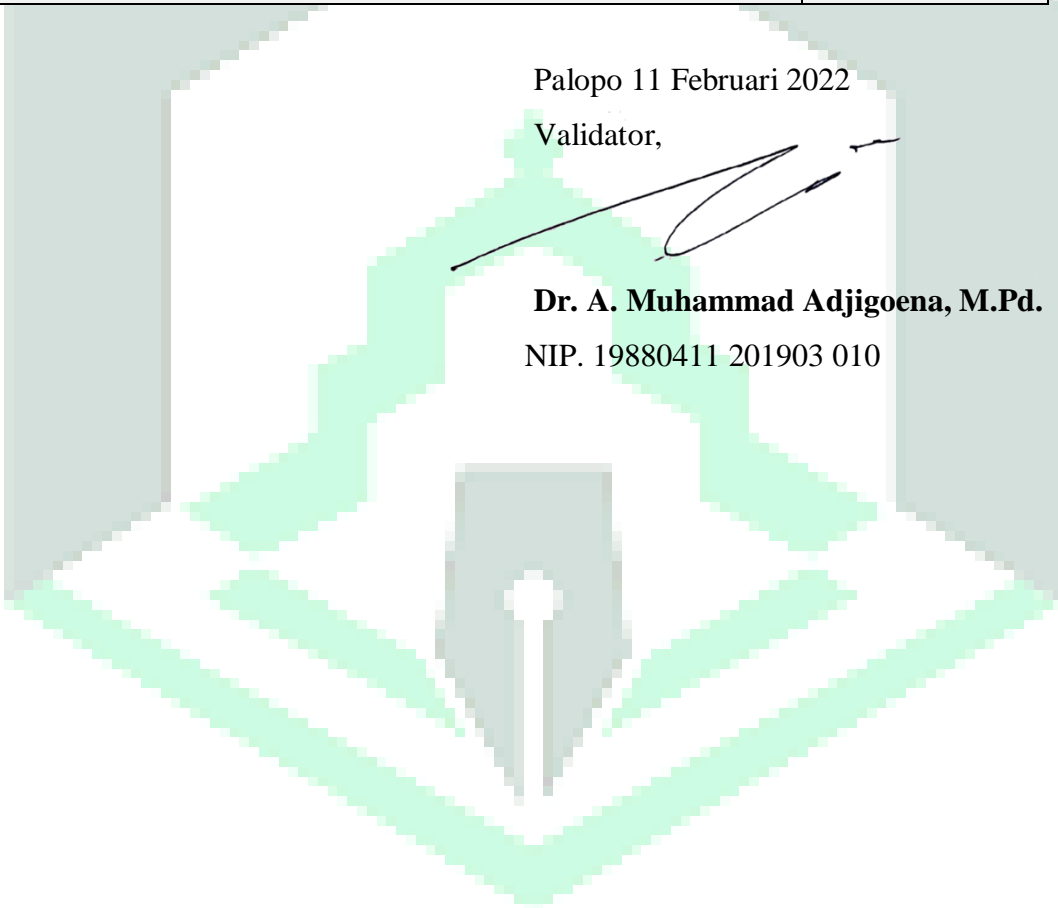 Palopo 11 Februari 2022
Validator,
Dr. A. Muhammad Adjigoena, M.Pd.
NIP. 19880411 201903 010